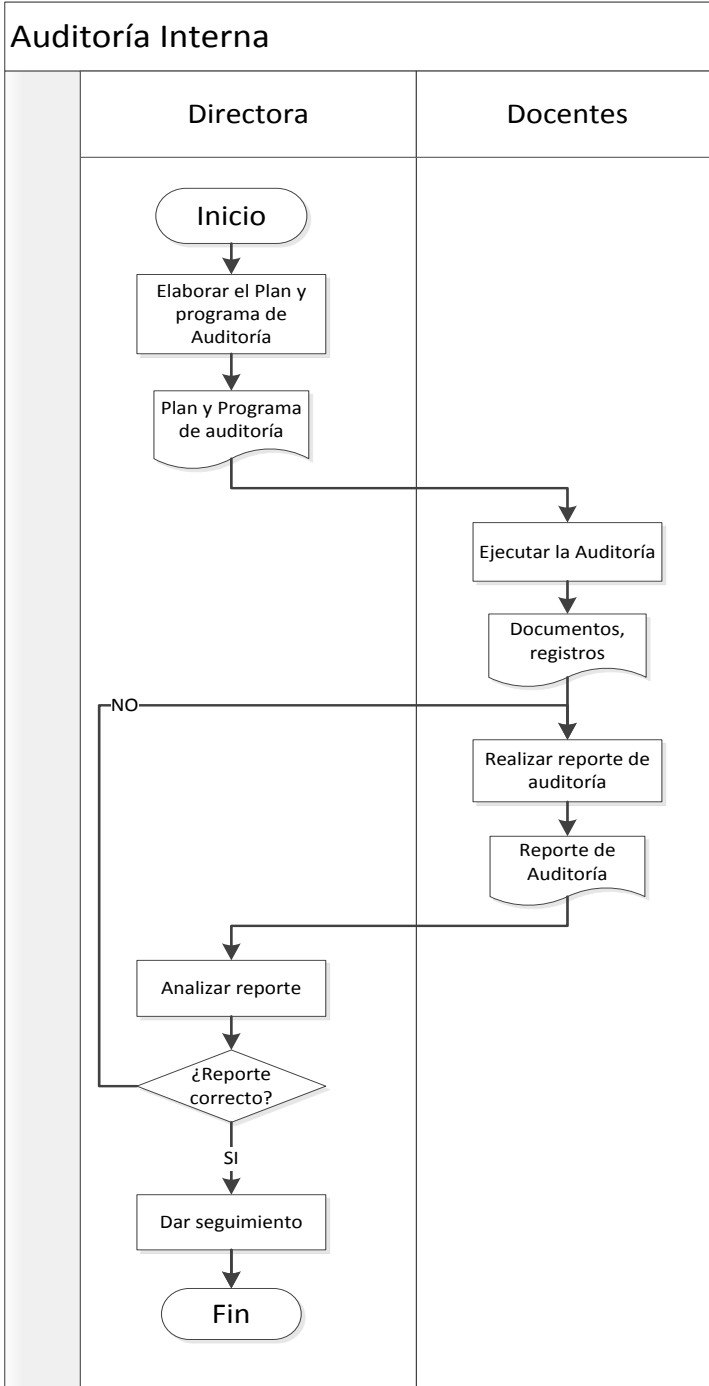 Auditoría Interna
Directora
Docentes
Inicio
Elaborar el Plan y
programa de
Auditoría
Plan y Programa
de auditoría
Ejecutar la Auditoría
Documentos,
registros
NO
Realizar reporte de
auditoría
Reporte de
Auditoría
Analizar reporte
¿Reporte
correcto?
SI
Dar seguimiento
Fin